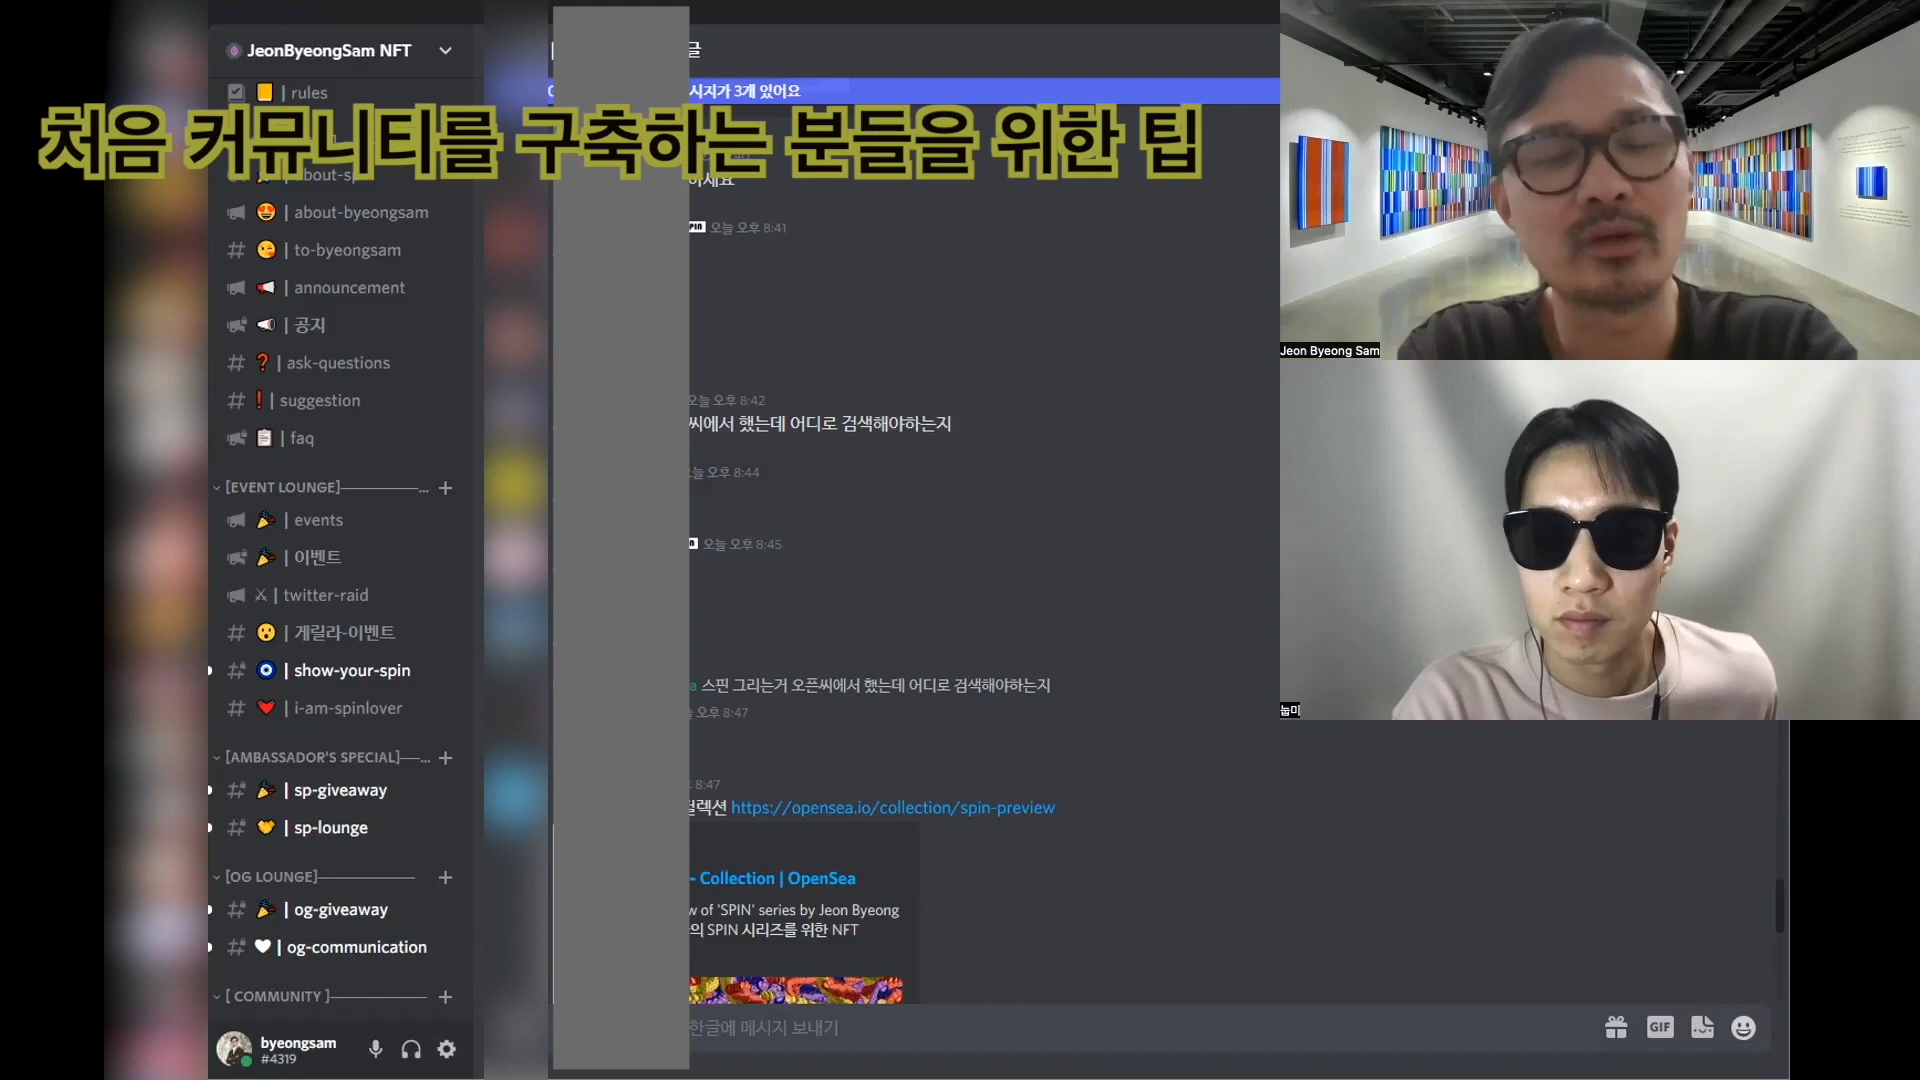 JeonByeongSam NFT
| rules
처음 커뮤니티를 구축하는 분들을 위한 팁
| about-byeongsam
| to-byeongsam
| announcement
| 공지
| ask-questions
| suggestion
| faq
[EVENT LOUNGE]
| events
| 이벤트
| twitter-raid
| 게릴라-이벤트
| show-your-spin
| i-am-spinlover
[AMBASSADOR'S SPECIAL]
| sp-giveaway
| sp-lounge
[OG LOUNGE]
| og-giveaway
| og-communication
[ COMMUNITY ]
byeongsam
#4319
글
시지가 3개 있어요
하세요
오늘 오후 8:41
오늘 오후 8:42
씨에서 했는데 어디로 검색해야하는지
오후 8:44
오늘 오후 8:45
스핀 그리는거 오픈씨에서 했는데 어디로 검색해야하는지
오후 8:47
8:47
컬렉션 https://opensea.io/collection/spin-preview
- Collection | OpenSea
w of 'SPIN' series by Jeon Byeong
의 SPIN 시리즈를 위한 NFT
한글에 메시지 보내기
GIF
Jeon Byeong Sam
눕미